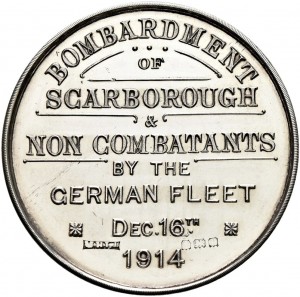 BOMBARDMENT
OF
SCARBOROUGH
&
NON COMBATANTS
BY THE
GERMAN FLEET
DEC. 16TH
1914